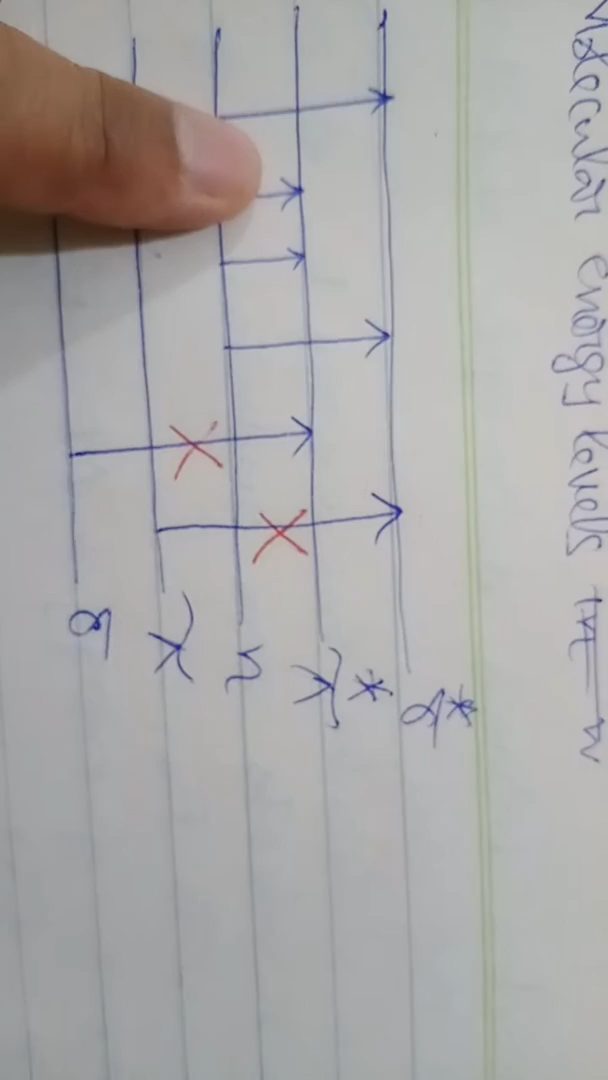 Molecular energy levels
σ*
π*
n
π
σ